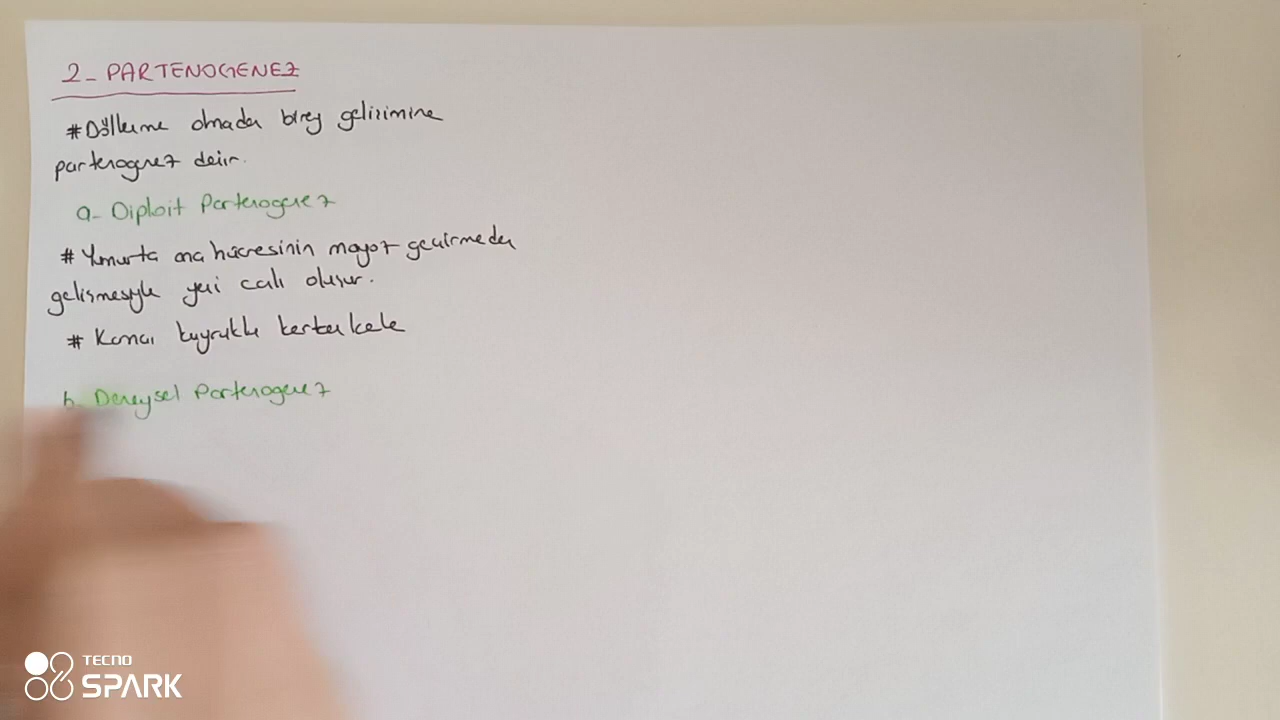 2- PARTENOGENEZ
# Döllenme olmadan birey gelişimine
partenogenez denir.
a- Diploit Partenogenez
# Yumurta ana hücresinin mayoz geçirmeden
gelişmesiyle yeni canlı oluşur.
# Kamçı kuyruklu kertenkele
b- Deneysel Partenogenez
TECNO
SPARK